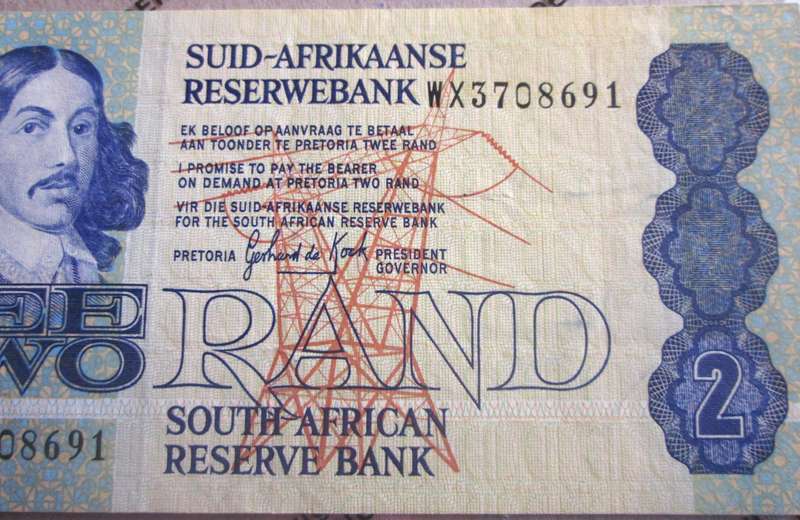 SUID-AFRIKAANSE
RESERWEBANK WX3708691
EK BELOOF OP AANVRAAG TE BETAAL
AAN TOONDER TE PRETORIA TWEE RAND
I PROMISE TO PAY THE BEARER
ON DEMAND AT PRETORIA TWO RAND
VIR DIE SUID-AFRIKAANSE RESERWEBANK
FOR THE SOUTH AFRICAN RESERVE BANK
PRETORIA Gerhard de Kock PRESIDENT
GOVERNOR
EE
WO RAND
2
SOUTH AFRICAN
RESERVE BANK
08691